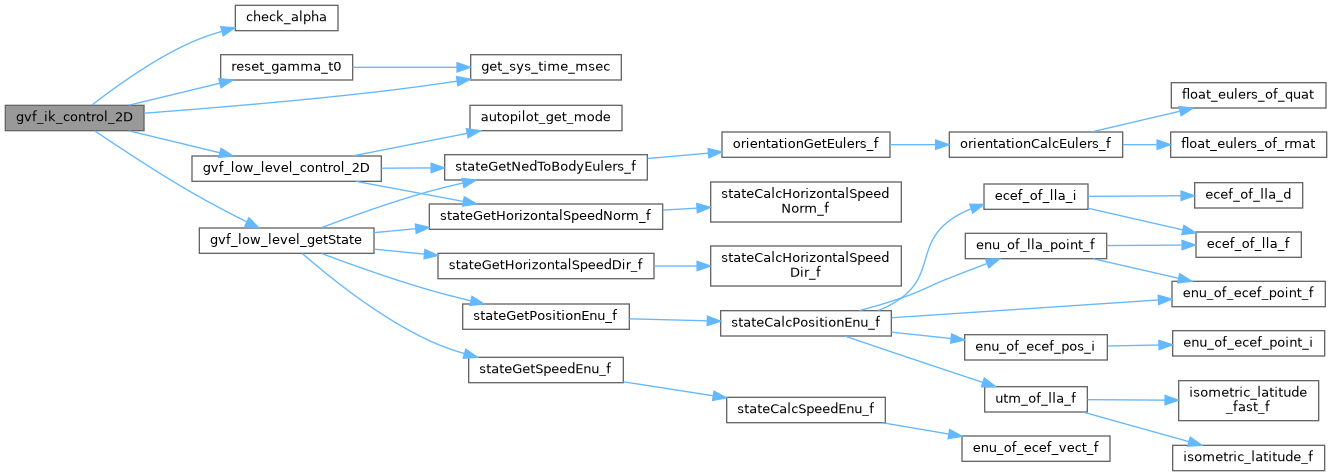 gvf_ik_control_2D
check_alpha
reset_gamma_t0
get_sys_time_msec
gvf_low_level_control_2D
autopilot_get_mode
stateGetNedToBodyEulers_f
orientationGetEulers_f
orientationCalcEulers_f
float_eulers_of_quat
float_eulers_of_rmat
stateGetHorizontalSpeedNorm_f
stateCalcHorizontalSpeed
Norm_f
gvf_low_level_getState
stateGetHorizontalSpeedDir_f
stateCalcHorizontalSpeed
Dir_f
stateGetPositionEnu_f
stateCalcPositionEnu_f
ecef_of_lla_i
ecef_of_lla_d
ecef_of_lla_f
enu_of_lla_point_f
enu_of_ecef_point_f
enu_of_ecef_pos_i
enu_of_ecef_point_i
utm_of_lla_f
isometric_latitude
_fast_f
isometric_latitude_f
stateGetSpeedEnu_f
stateCalcSpeedEnu_f
enu_of_ecef_vect_f